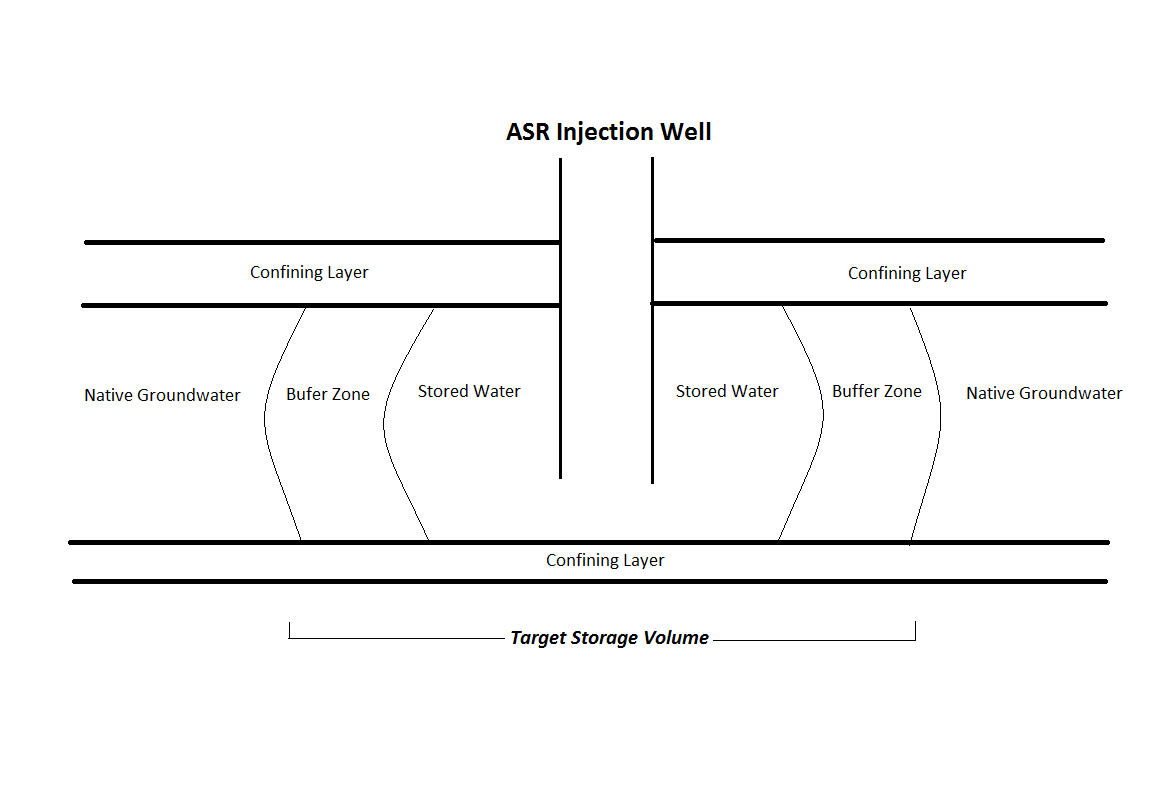 ASR Injection Well
Confining Layer
Confining Layer
Native Groundwater
Bufer Zone
Stored Water
Stored Water
Buffer Zone
Native Groundwater
Confining Layer
Target Storage Volume